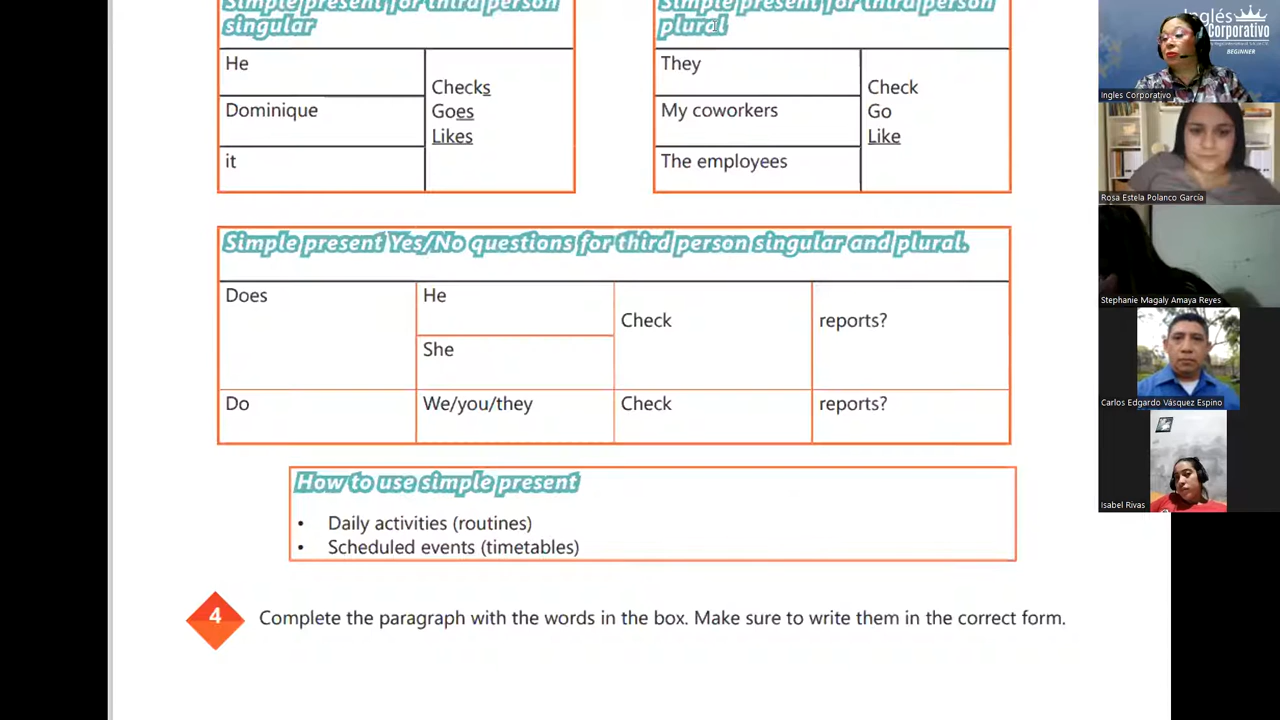 Simple present for third person
singular
He
Dominique
it
Checks
Goes
Likes
Simple present for third person
plural
They
My coworkers
The employees
Check
Go
Like
Simple present Yes/No questions for third person singular and plural.
Does
He
She
Check
reports?
Do
We/you/they
Check
reports?
How to use simple present
• Daily activities (routines)
• Scheduled events (timetables)
4
Complete the paragraph with the words in the box. Make sure to write them in the correct form.
Inglés
Corporativo
BEGINNER
Ingles Corporativo
Rosa Estela Polanco García
Stephanie Magaly Amaya Reyes
Carlos Edgardo Vásquez Espino
Isabel Rivas